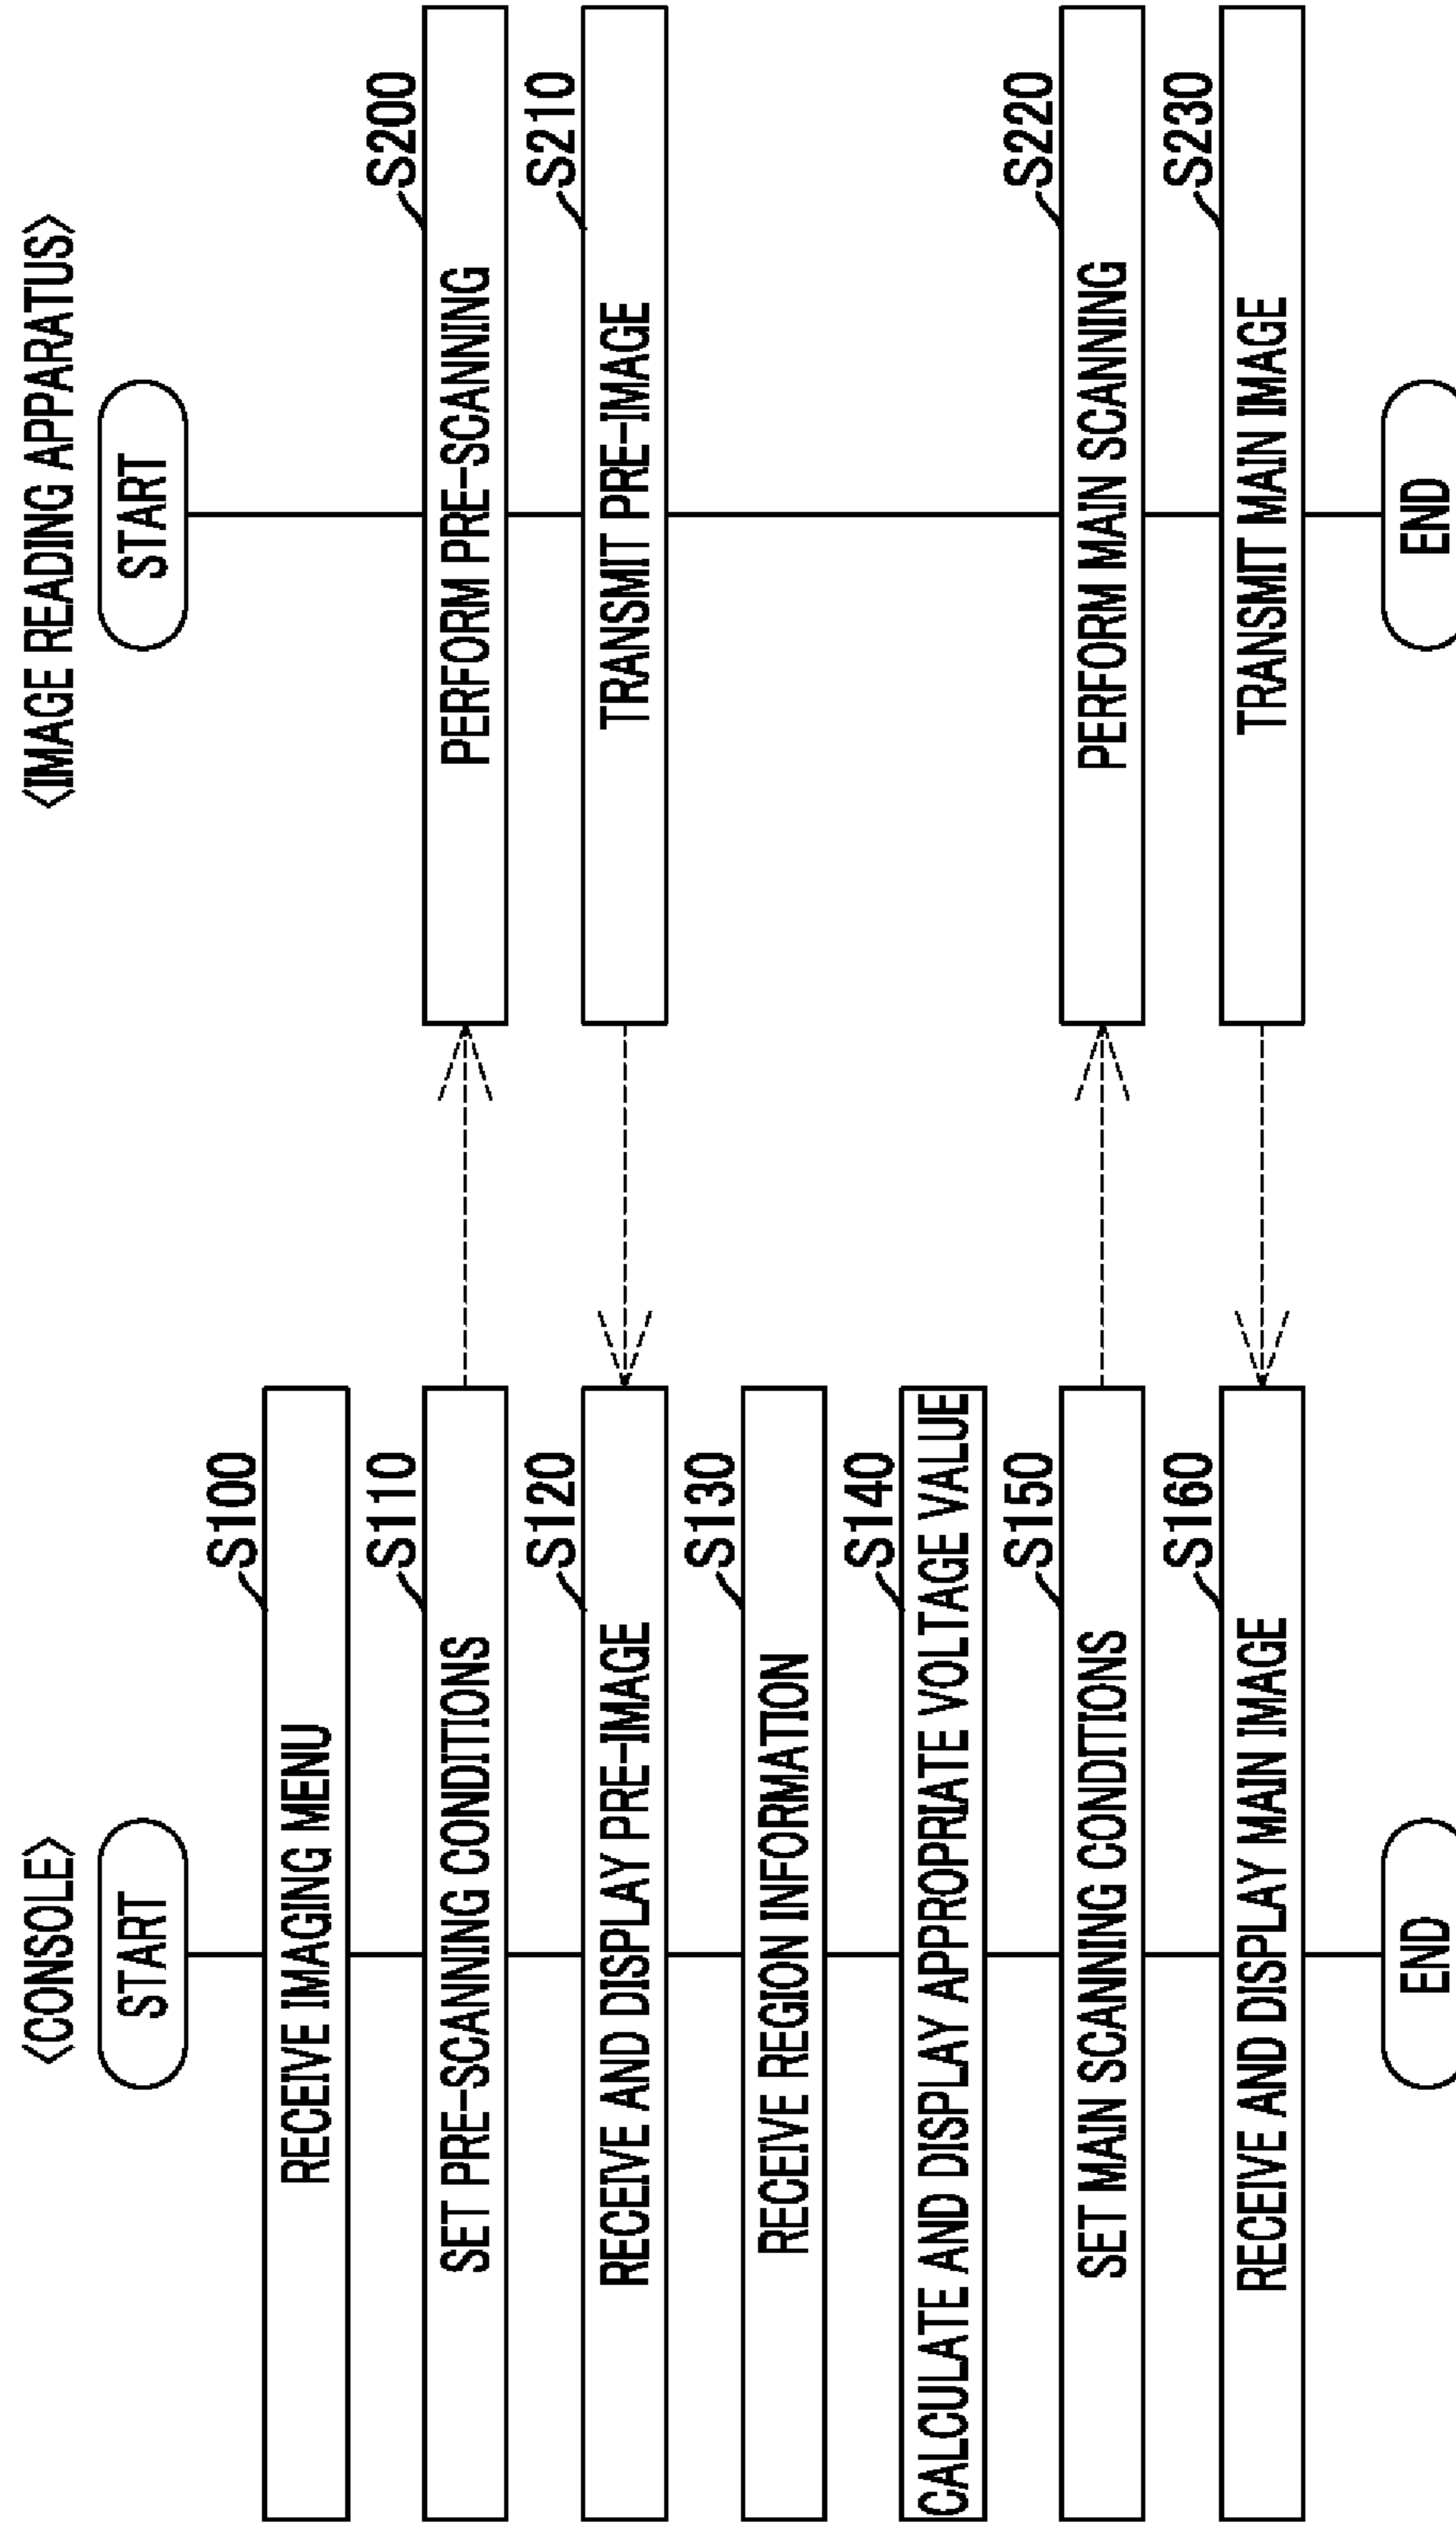 <CONSOLE>
START
S100
RECEIVE IMAGING MENU
S110
SET PRE-SCANNING CONDITIONS
S120
RECEIVE AND DISPLAY PRE-IMAGE
S130
RECEIVE REGION INFORMATION
S140
CALCULATE AND DISPLAY APPROPRIATE VOLTAGE VALUE
S150
SET MAIN SCANNING CONDITIONS
S160
RECEIVE AND DISPLAY MAIN IMAGE
END
<IMAGE READING APPARATUS>
START
S200
PERFORM PRE-SCANNING
S210
TRANSMIT PRE-IMAGE
S220
PERFORM MAIN SCANNING
S230
TRANSMIT MAIN IMAGE
END